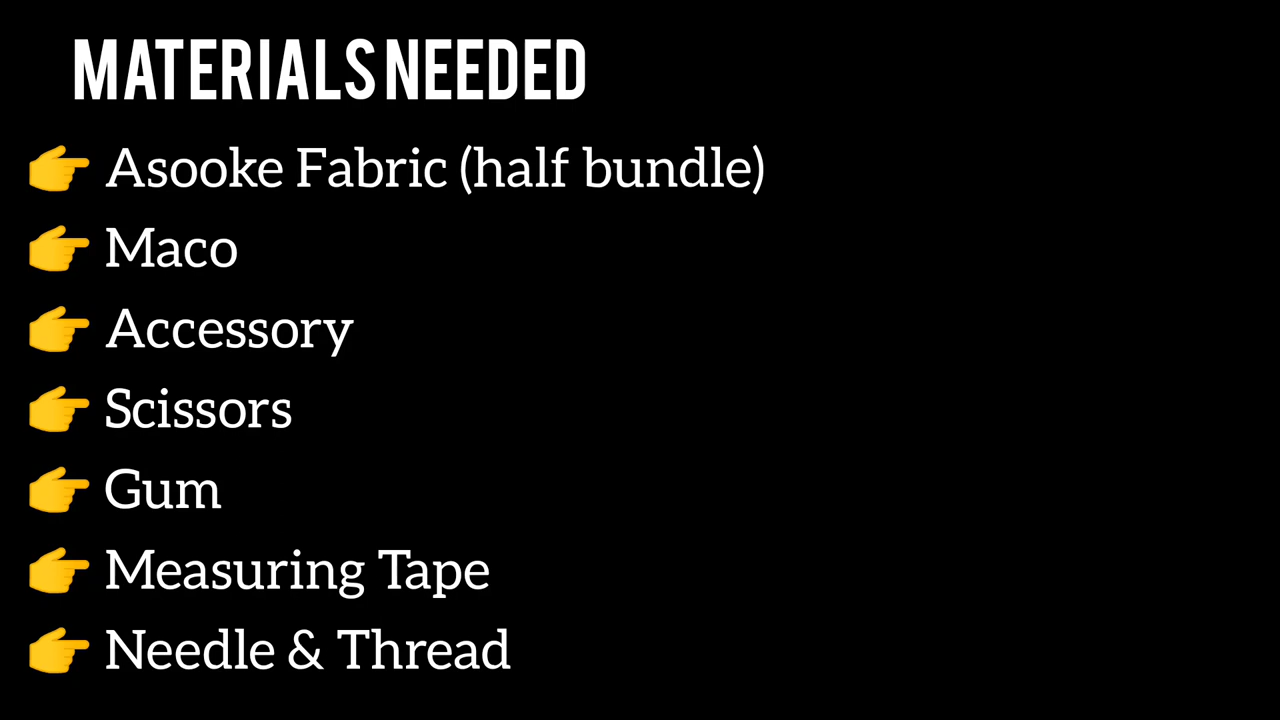 MATERIALS NEEDED
👉 Asooke Fabric (half bundle)
👉 Maco
👉 Accessory
👉 Scissors
👉 Gum
👉 Measuring Tape
👉 Needle & Thread